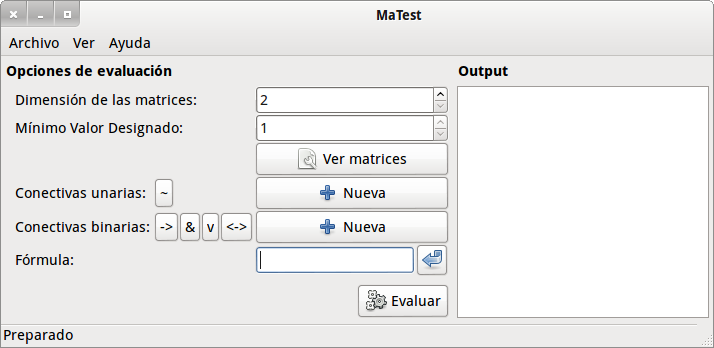 MaTest
Archivo Ver Ayuda
Opciones de evaluación
Dimensión de las matrices: 2
Mínimo Valor Designado: 1
Ver matrices
Conectivas unarias: ~ Nueva
Conectivas binarias: -> & v <-> Nueva
Fórmula:
Evaluar
Output
Preparado